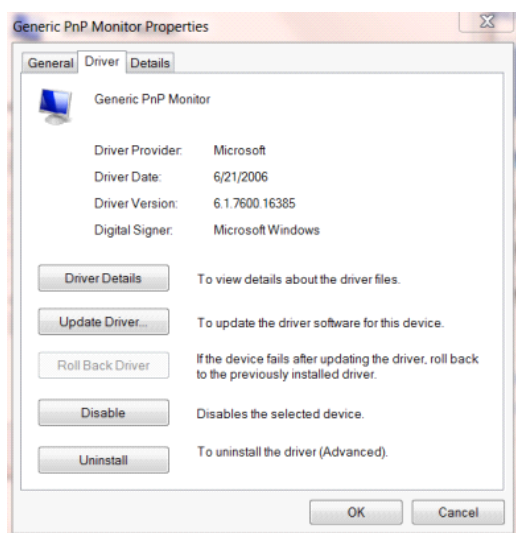 Generic PnP Monitor Properties
General Driver Details
Generic PnP Monitor
Driver Provider: Microsoft
Driver Date: 6/21/2006
Driver Version: 6.1.7600.16385
Digital Signer: Microsoft Windows
Driver Details To view details about the driver files.
Update Driver... To update the driver software for this device.
Roll Back Driver If the device fails after updating the driver, roll back
to the previously installed driver.
Disable Disables the selected device.
Uninstall To uninstall the driver (Advanced).
OK Cancel